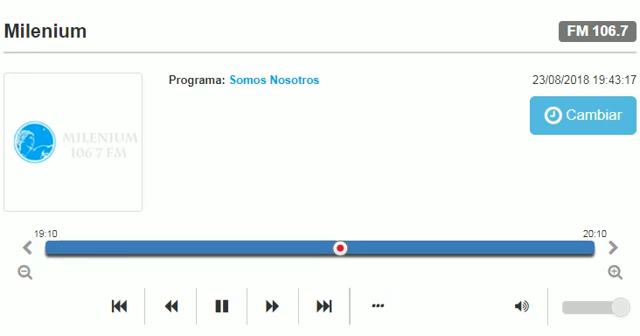 Milenium
FM 106.7
Programa: Somos Nosotros
23/08/2018 19:43:17
Cambiar
MILENIUM
106'7 FM
19:10
20:10